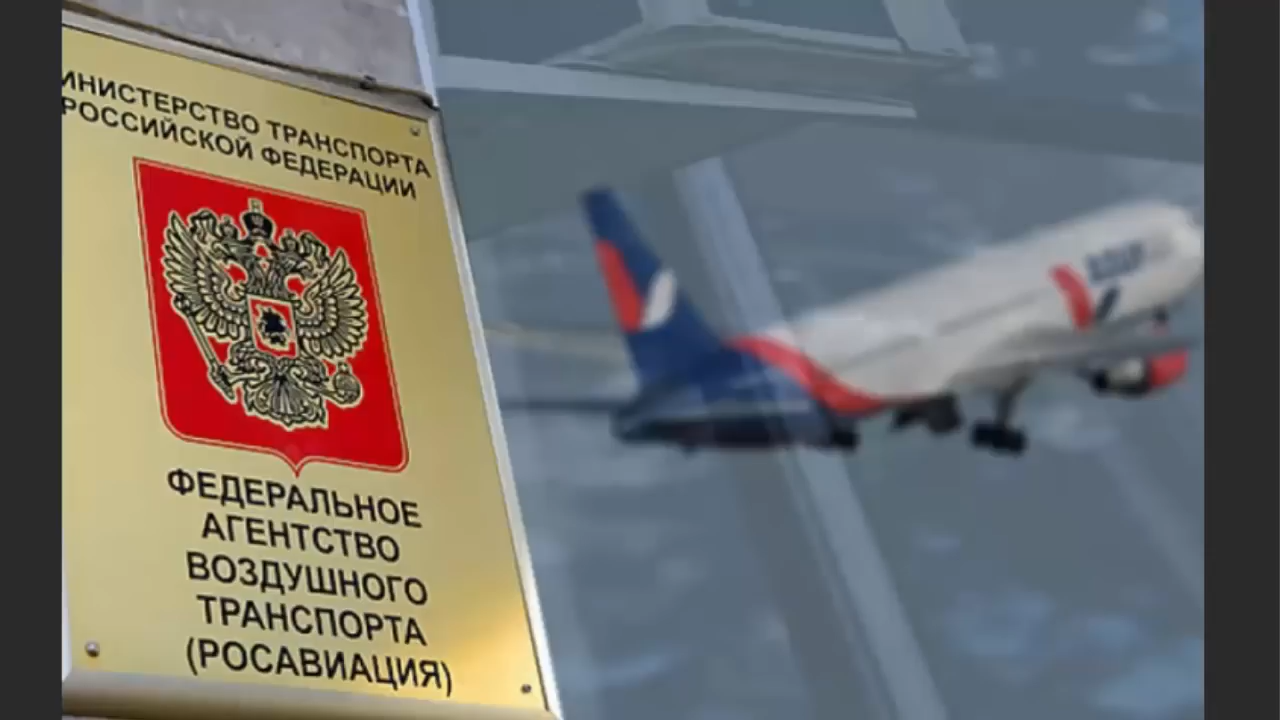 ИНИСТЕРСТВО ТРАНСПОРТА
РОССИЙСКОЙ ФЕДЕРАЦИИ
ФЕДЕРАЛЬНОЕ
АГЕНТСТВО
ВОЗДУШНОГО
ТРАНСПОРТА
(РОСАВИАЦИЯ)